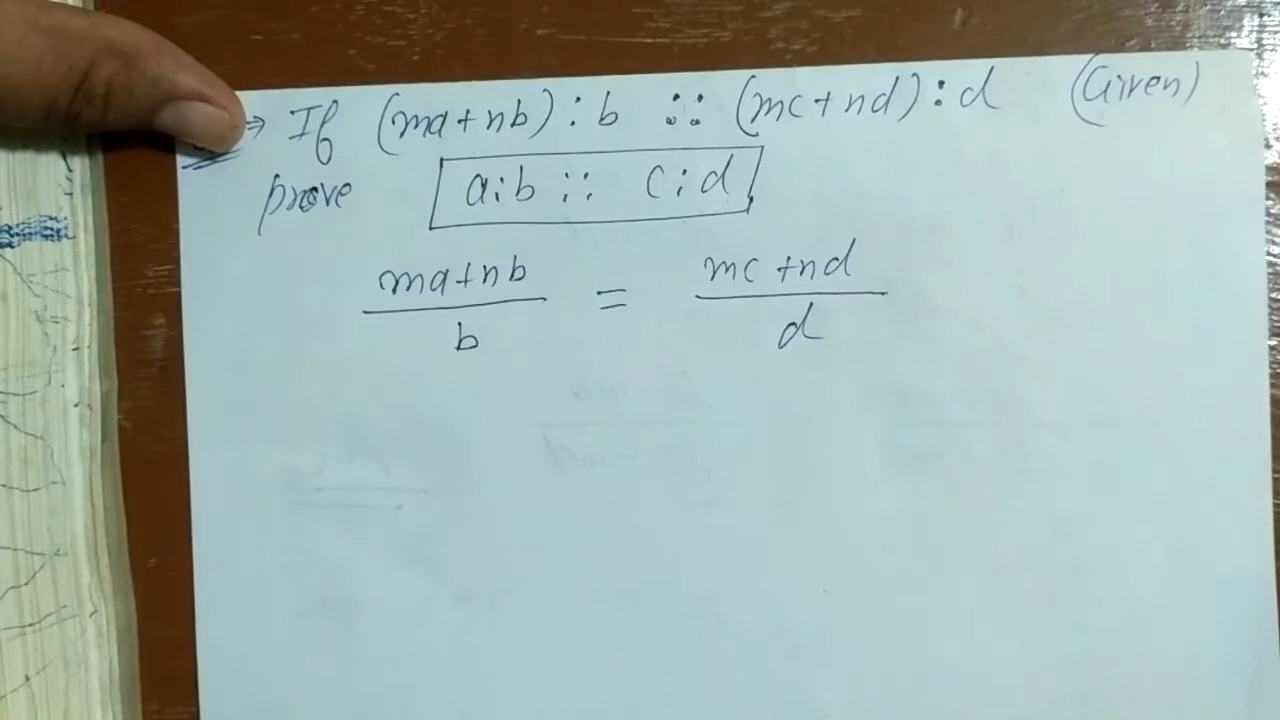 ⇒ If (ma+nb) : b :: (mc+nd) : d (Given)
prove a:b :: c:d
ma+nb = mc+nd
b d